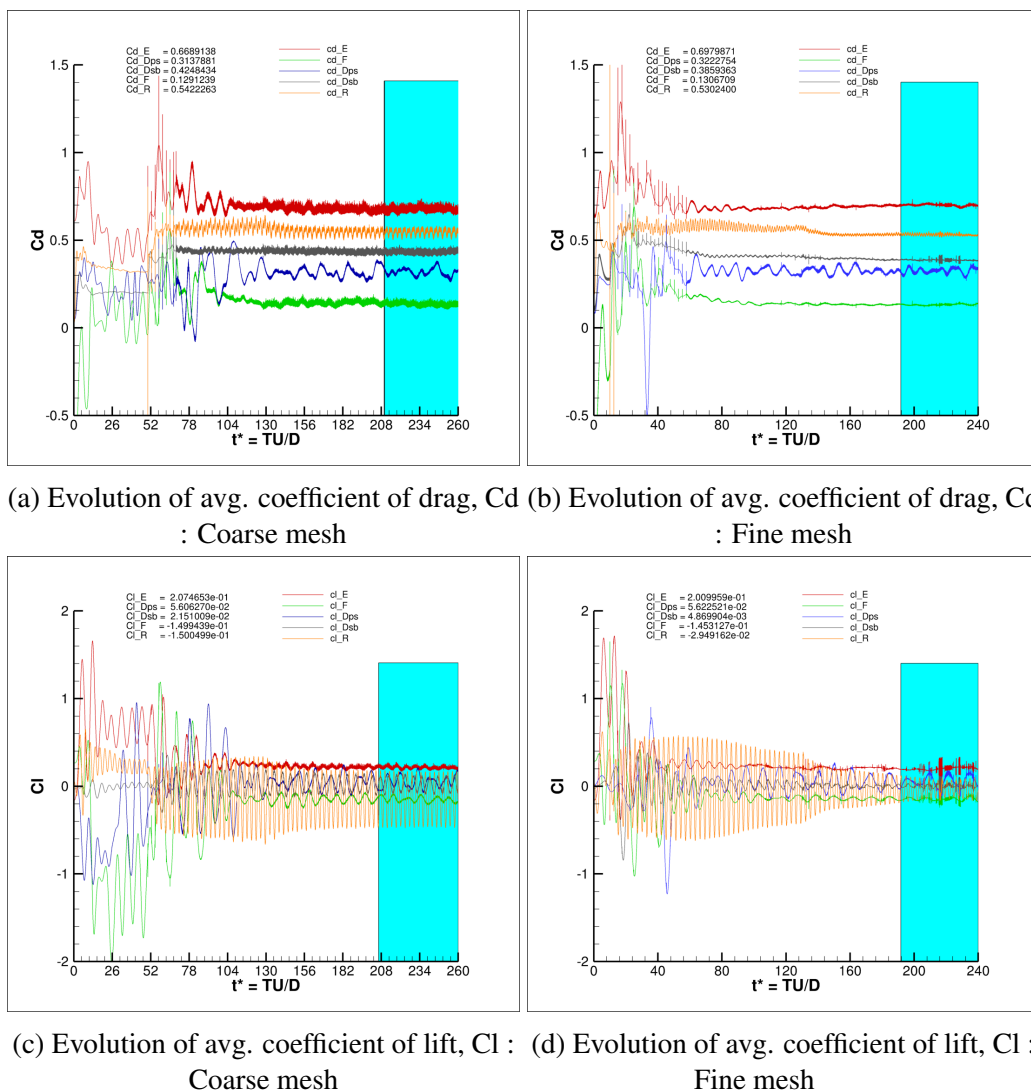 Cd_E = 0.6689138
Cd_Dps = 0.3137881
Cd_Dsb = 0.4248434
Cd_F = 0.1291239
Cd_R = 0.5422263
cd_E
cd_F
cd_Dps
cd_Dsb
cd_R
1.5
1
0.5
0
-0.5
Cd
0 26 52 78 104 130 156 182 208 234 260
t* = TU/D
Cd_E = 0.6979871
Cd_Dps = 0.3222754
Cd_Dsb = 0.3859363
Cd_F = 0.1306709
Cd_R = 0.5302400
cd_E
cd_F
cd_Dps
cd_Dsb
cd_R
1.5
1
0.5
0
-0.5
Cd
0 40 80 120 160 200 240
t* = TU/D
(a) Evolution of avg. coefficient of drag, Cd
: Coarse mesh
(b) Evolution of avg. coefficient of drag, Cd
: Fine mesh
Cl_E = 2.074653e-01
Cl_Dps = 5.606270e-02
Cl_Dsb = 2.151009e-02
Cl_F = -1.499439e-01
Cl_R = -1.500499e-01
cl_E
cl_F
cl_Dps
cl_Dsb
cl_R
2
1
0
-1
-2
Cl
0 26 52 78 104 130 156 182 208 234 260
t* = TU/D
Cl_E = 2.009959e-01
Cl_Dps = 5.622521e-02
Cl_Dsb = 4.869904e-03
Cl_F = -1.453127e-01
Cl_R = -2.949162e-02
cl_E
cl_F
cl_Dps
cl_Dsb
cl_R
2
1
0
-1
-2
Cl
0 40 80 120 160 200 240
t* = TU/D
(c) Evolution of avg. coefficient of lift, Cl :
Coarse mesh
(d) Evolution of avg. coefficient of lift, Cl :
Fine mesh